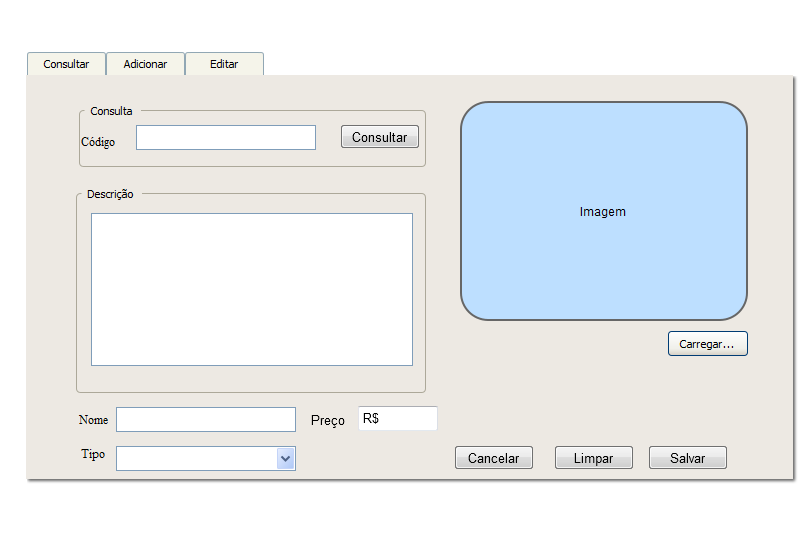 Consultar
Adicionar
Editar
Consulta
Código
Consultar
Descrição
Imagem
Carregar...
Nome
Preço
R$
Tipo
Cancelar
Limpar
Salvar